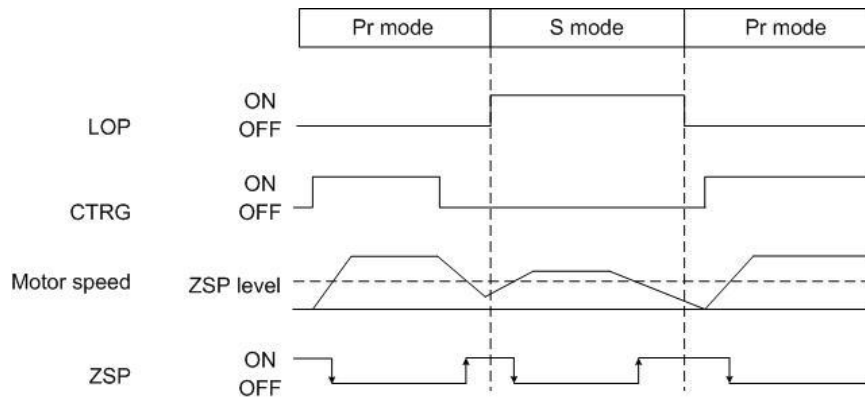 Pr mode S mode Pr mode
ON
LOP OFF
ON
CTRG OFF
Motor speed ZSP level
ON
ZSP OFF